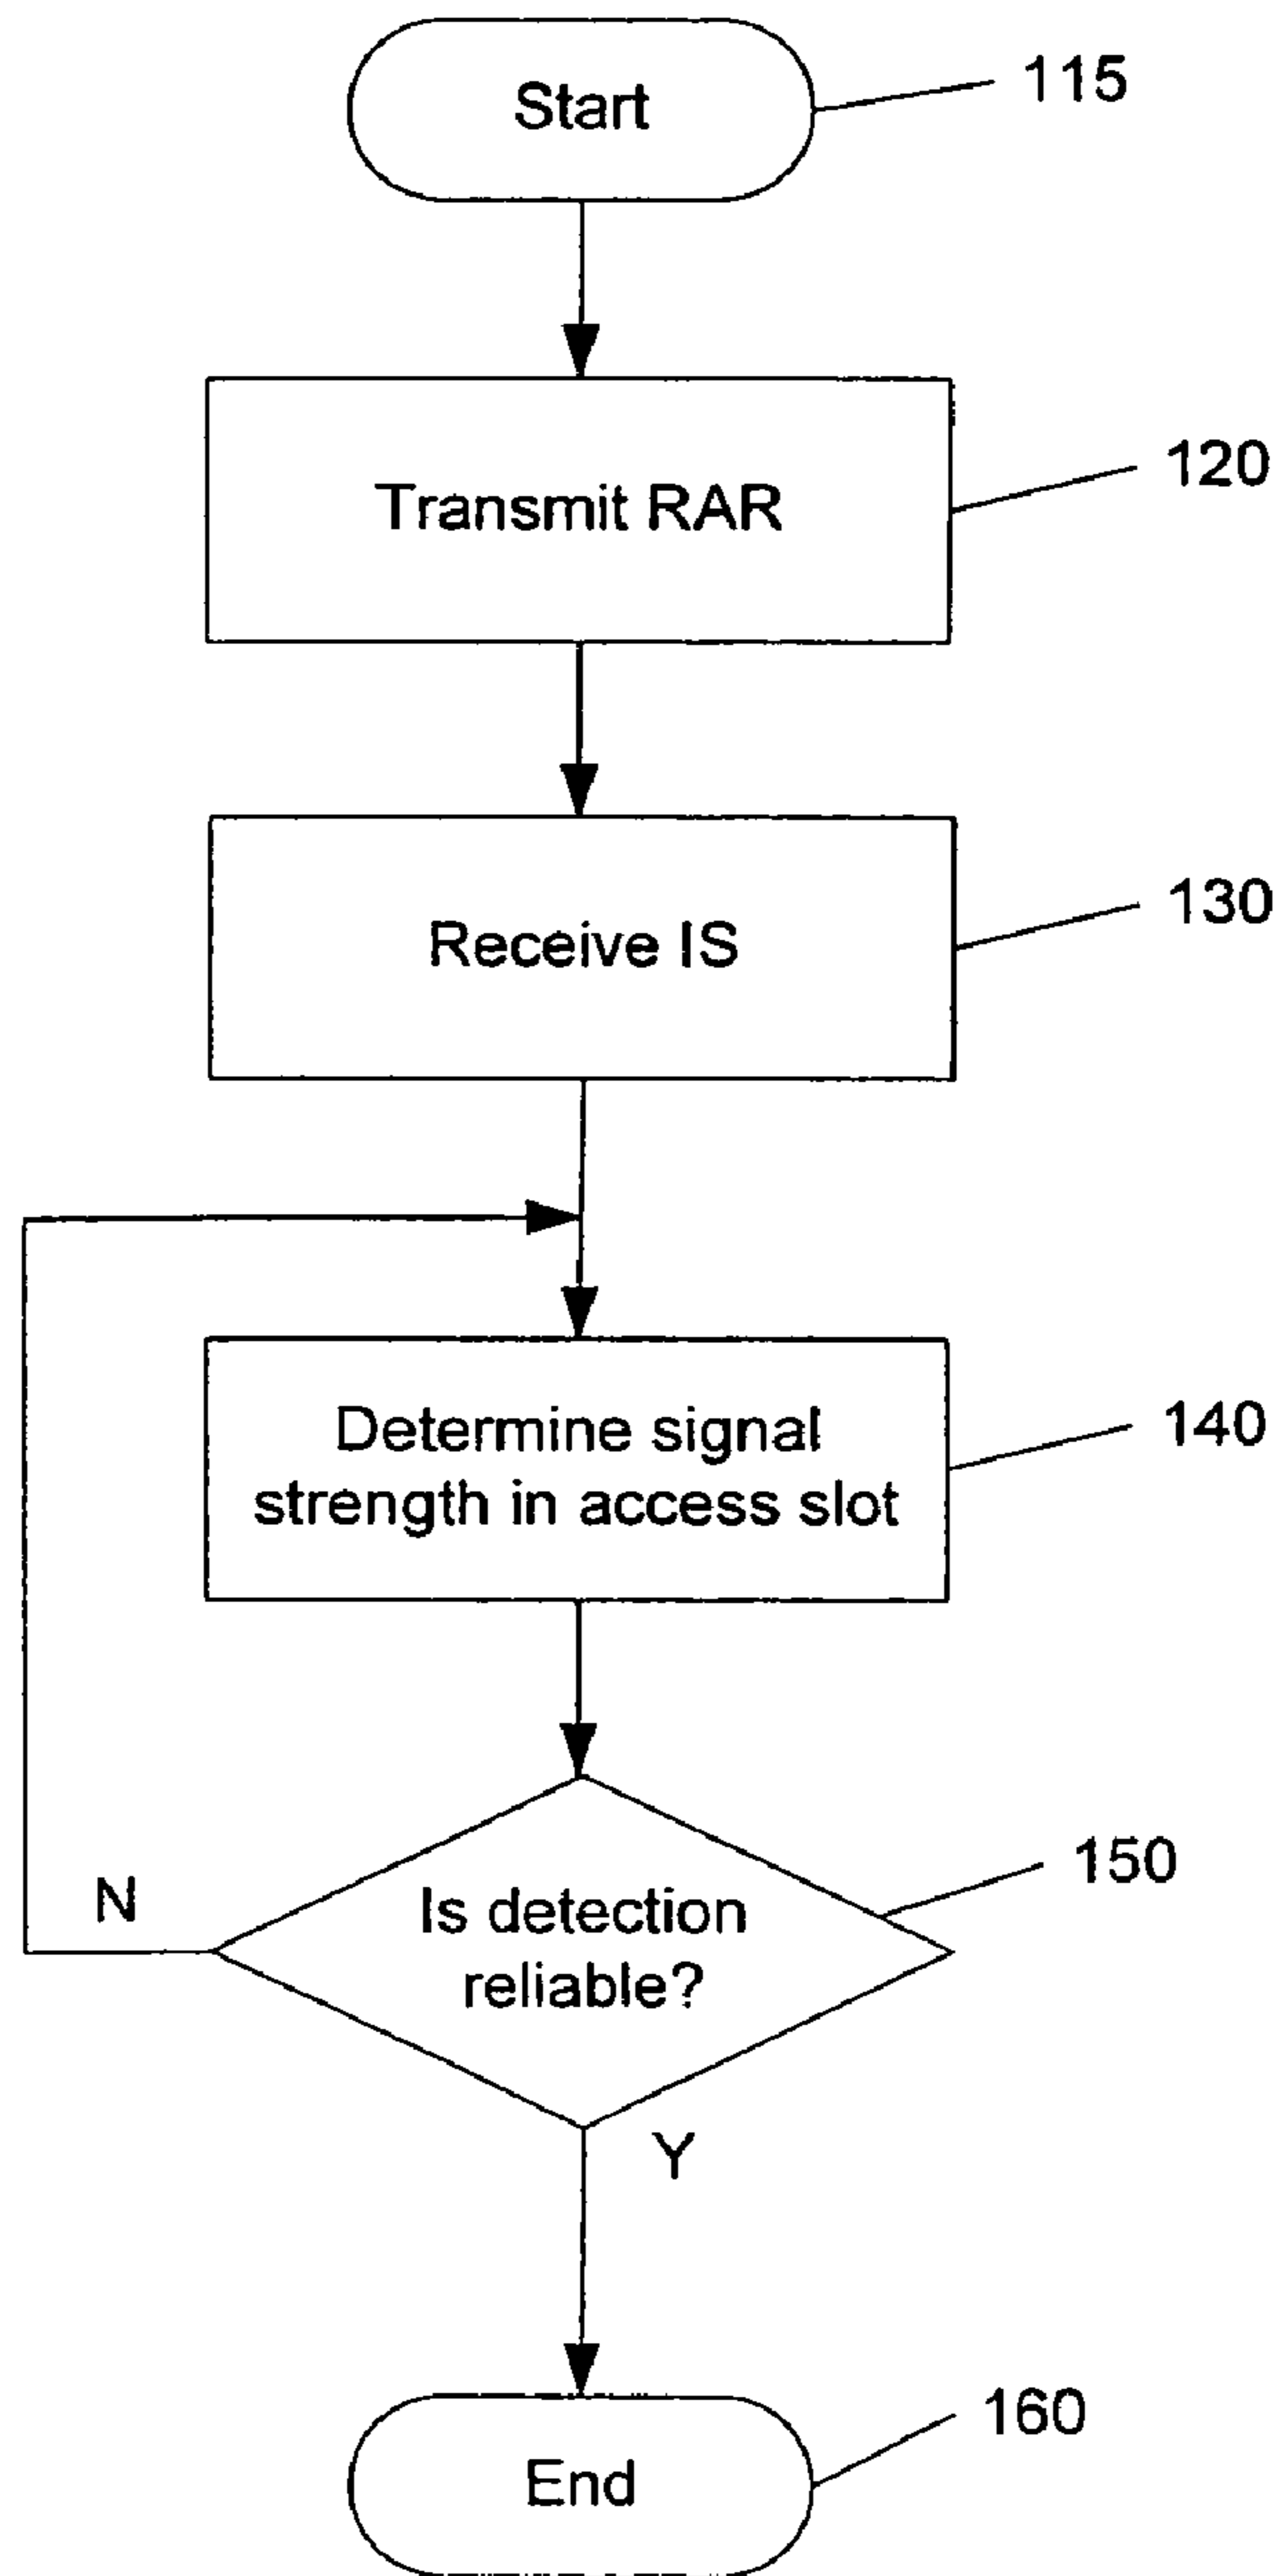 Start
115
Transmit RAR
120
Receive IS
130
Determine signal
strength in access slot
140
Is detection
reliable?
150
N
Y
End
160